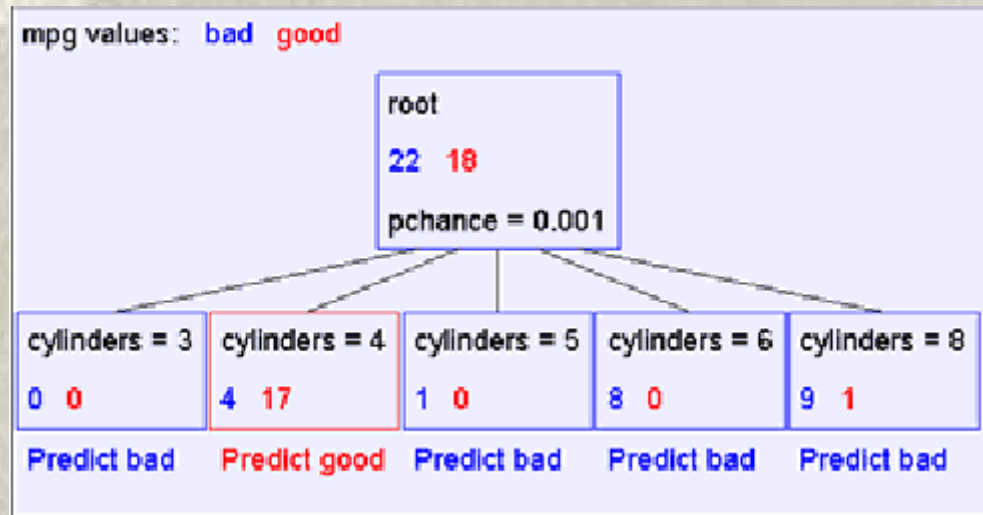 mpg values: bad good
root
22 18
pchance = 0.001
cylinders = 3 cylinders = 4 cylinders = 5 cylinders = 6 cylinders = 8
0 0 4 17 1 0 8 0 9 1
Predict bad Predict good Predict bad Predict bad Predict bad